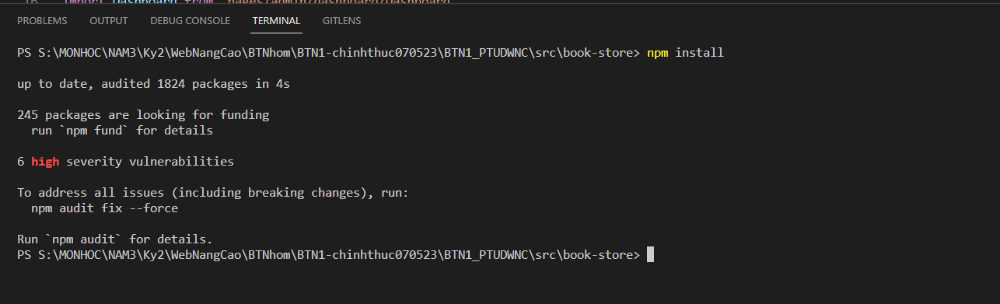 PROBLEMS OUTPUT DEBUG CONSOLE TERMINAL GITLENS
PS S:\MONHOC\NAM3\Ky2\WebNangCao\BTNhom\BTN1-chinhthuc070523\BTN1_PTUDWNC\src\book-store> npm install
up to date, audited 1824 packages in 4s
245 packages are looking for funding
run `npm fund` for details
6 high severity vulnerabilities
To address all issues (including breaking changes), run:
npm audit fix --force
Run `npm audit` for details.
PS S:\MONHOC\NAM3\Ky2\WebNangCao\BTNhom\BTN1-chinhthuc070523\BTN1_PTUDWNC\src\book-store>